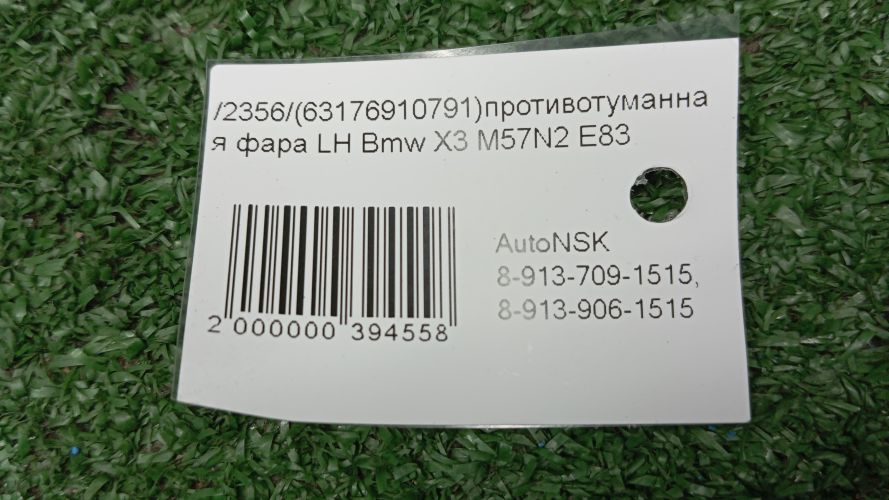 /2356/(63176910791)противотуманна
я фара LH Bmw X3 M57N2 E83
AutoNSK
8-913-709-1515,
8-913-906-1515
2 000000 394558